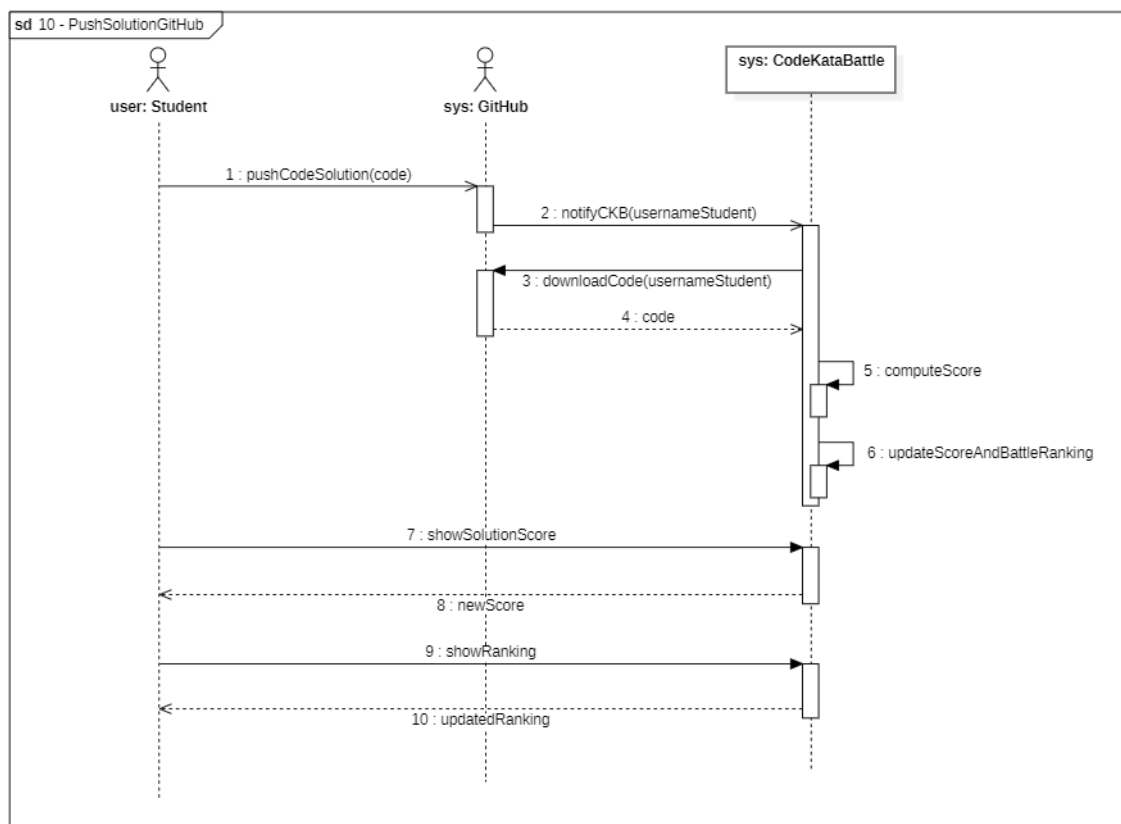 sd 10 - PushSolutionGitHub
user: Student
sys: GitHub
sys: CodeKataBattle
1 : pushCodeSolution(code)
2 : notifyCKB(usernameStudent)
3 : downloadCode(usernameStudent)
4 : code
5 : computeScore
6 : updateScoreAndBattleRanking
7 : showSolutionScore
8 : newScore
9 : showRanking
10 : updatedRanking